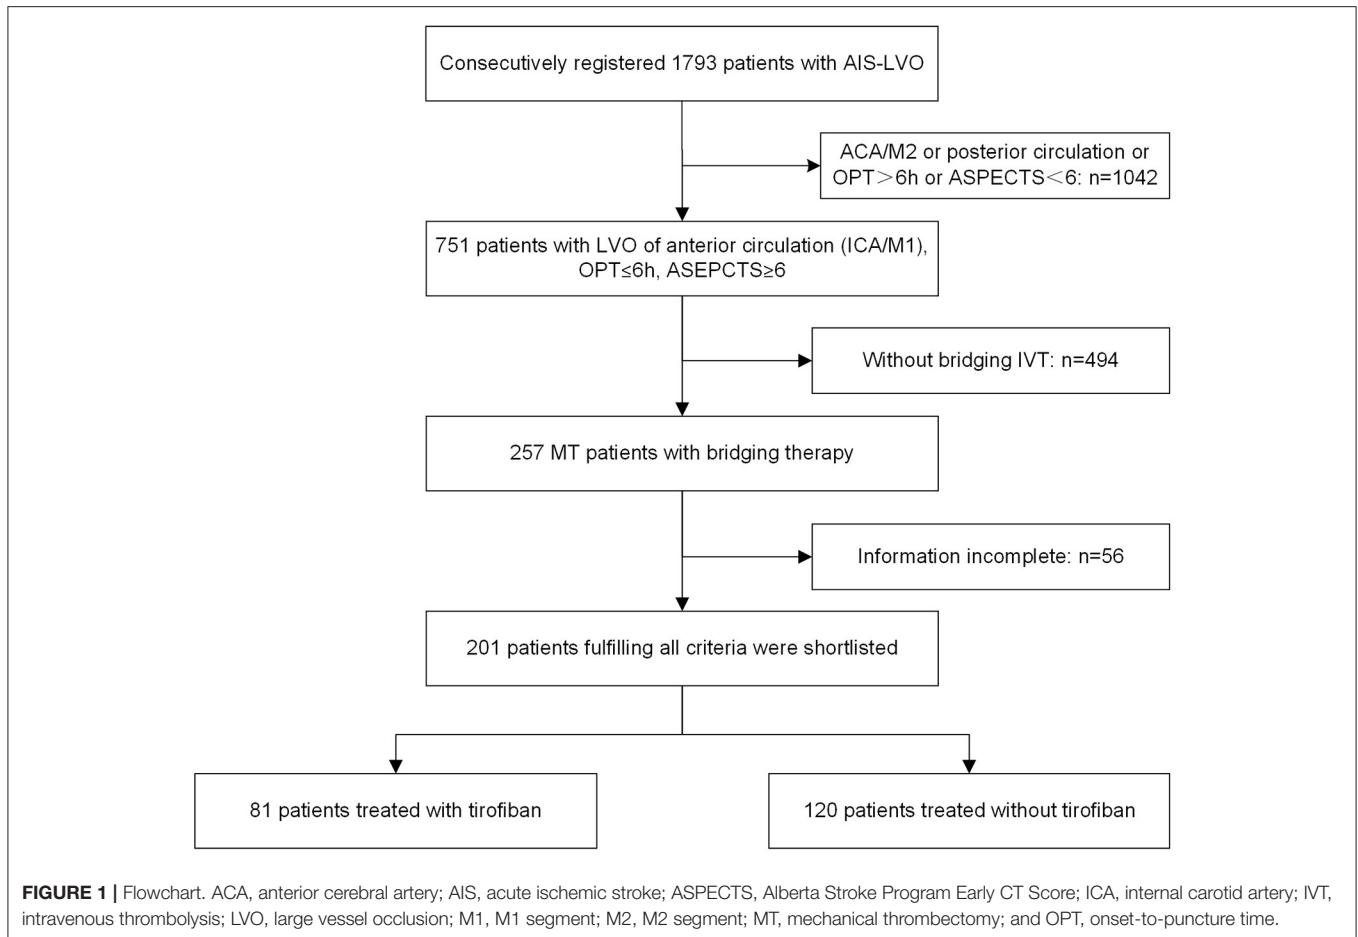 Consecutively registered 1793 patients with AIS-LVO
ACA/M2 or posterior circulation or
OPT＞6h or ASPECTS＜6: n=1042
751 patients with LVO of anterior circulation (ICA/M1),
OPT≤6h, ASEPCTS≥6
Without bridging IVT: n=494
257 MT patients with bridging therapy
Information incomplete: n=56
201 patients fulfilling all criteria were shortlisted
81 patients treated with tirofiban
120 patients treated without tirofiban
FIGURE 1 | Flowchart. ACA, anterior cerebral artery; AIS, acute ischemic stroke; ASPECTS, Alberta Stroke Program Early CT Score; ICA, internal carotid artery; IVT,
intravenous thrombolysis; LVO, large vessel occlusion; M1, M1 segment; M2, M2 segment; MT, mechanical thrombectomy; and OPT, onset-to-puncture time.